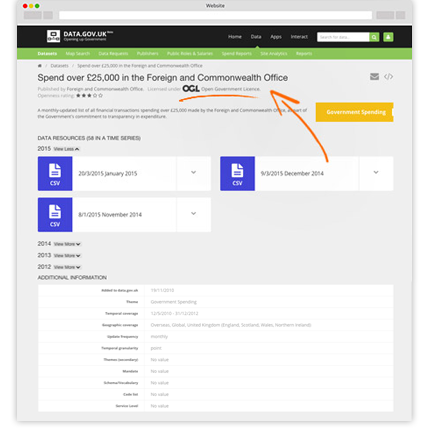 Website
DATA.GOV.UK Beta
Opening up Government
Home Data Apps Interact
Datasets Map Search Data Requests Publishers Public Roles & Salaries Spend Reports Site Analytics Reports
/ Datasets / Spend over £25,000 in the Foreign and Commonwealth Office
Spend over £25,000 in the Foreign and Commonwealth Office
Published by Foreign and Commonwealth Office. Licensed under OGL Open Government Licence.
Openness rating:
A monthly-updated list of all financial transactions spending over £25,000 made by the Foreign and Commonwealth Office, as part of
the Government's commitment to transparency in expenditure.
Government Spending
DATA RESOURCES (58 IN A TIME SERIES)
2015 View Less
CSV 20/3/2015 January 2015
CSV 9/3/2015 December 2014
CSV 8/1/2015 November 2014
2014 View More
2013 View More
2012 View More
ADDITIONAL INFORMATION
Added to data.gov.uk 19/11/2010
Theme Government Spending
Temporal coverage 12/5/2010 - 31/12/2012
Geographic coverage Overseas, Global, United Kingdom (England, Scotland, Wales, Northern Ireland)
Update frequency monthly
Temporal granularity point
Themes (secondary) No value
Mandate No value
Schema/Vocabulary No value
Code list No value
Service Level No value